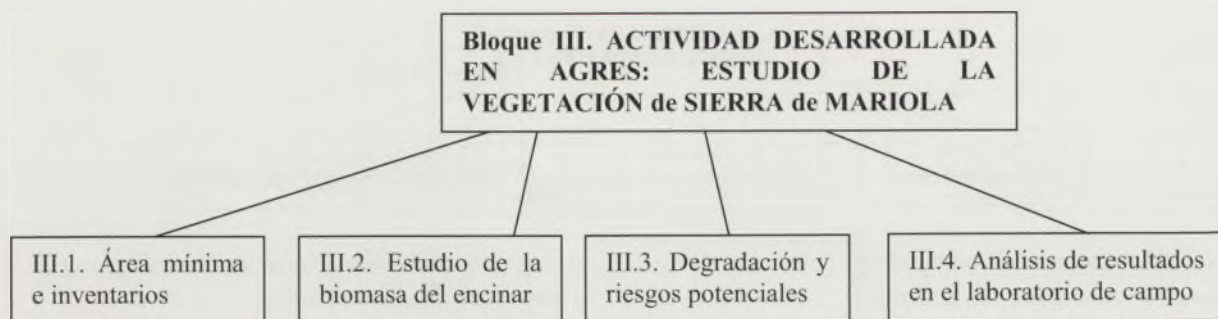 Bloque III. ACTIVIDAD DESARROLLADA
EN AGRES: ESTUDIO DE LA
VEGETACIÓN de SIERRA de MARIOLA
III.1. Área mínima
e inventarios
III.2. Estudio de la
biomasa del encinar
III.3. Degradación y
riesgos potenciales
III.4. Análisis de resultados
en el laboratorio de campo